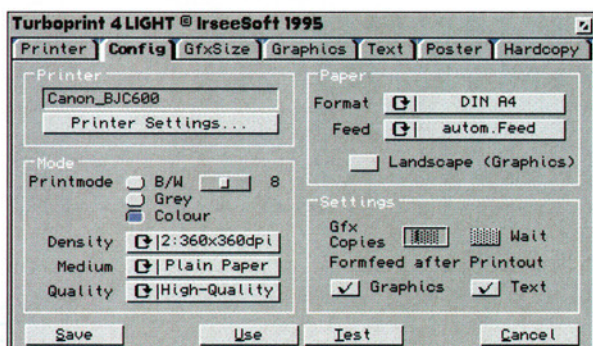 Turboprint 4 LIGHT © IrseeSoft 1995
Printer Config GfxSize Graphics Text Poster Hardcopy
Printer
Canon_BJC600
Printer Settings...
Mode
Printmode B/W 8
Grey
Colour
Density 2:360x360dpi
Medium Plain Paper
Quality High-Quality
Paper
Format DIN A4
Feed autom.Feed
Landscape (Graphics)
Settings
Gfx
Copies Wait
Formfeed after Printout
Graphics Text
Save Use Test Cancel